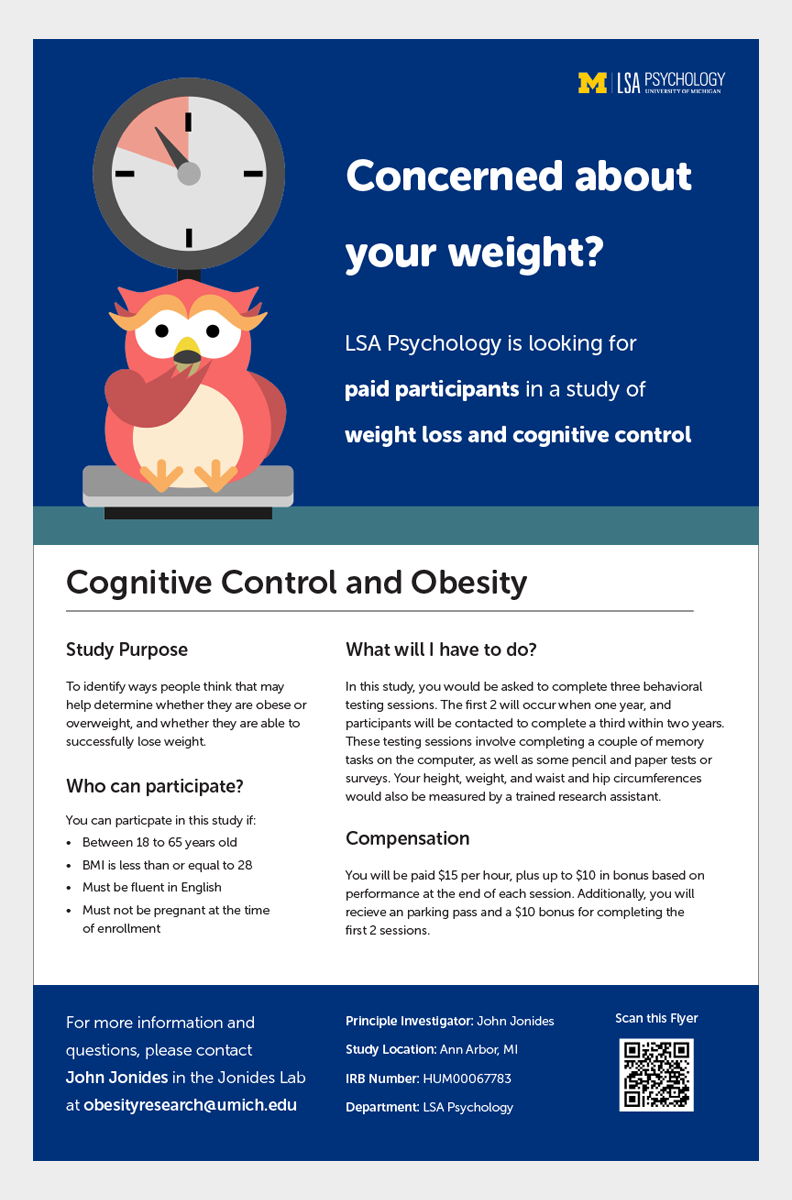 M | LSA PSYCHOLOGY
UNIVERSITY OF MICHIGAN
Concerned about
your weight?
LSA Psychology is looking for
paid participants in a study of
weight loss and cognitive control
Cognitive Control and Obesity
Study Purpose
To identify ways people think that may
help determine whether they are obese or
overweight, and whether they are able to
successfully lose weight.
Who can participate?
You can particpate in this study if:
• Between 18 to 65 years old
• BMI is less than or equal to 28
• Must be fluent in English
• Must not be pregnant at the time
of enrollment
What will I have to do?
In this study, you would be asked to complete three behavioral
testing sessions. The first 2 will occur when one year, and
participants will be contacted to complete a third within two years.
These testing sessions involve completing a couple of memory
tasks on the computer, as well as some pencil and paper tests or
surveys. Your height, weight, and waist and hip circumferences
would also be measured by a trained research assistant.
Compensation
You will be paid $15 per hour, plus up to $10 in bonus based on
performance at the end of each session. Additionally, you will
recieve an parking pass and a $10 bonus for completing the
first 2 sessions.
For more information and
questions, please contact
John Jonides in the Jonides Lab
at obesityresearch@umich.edu
Principle Investigator: John Jonides
Study Location: Ann Arbor, MI
IRB Number: HUM00067783
Department: LSA Psychology
Scan this Flyer